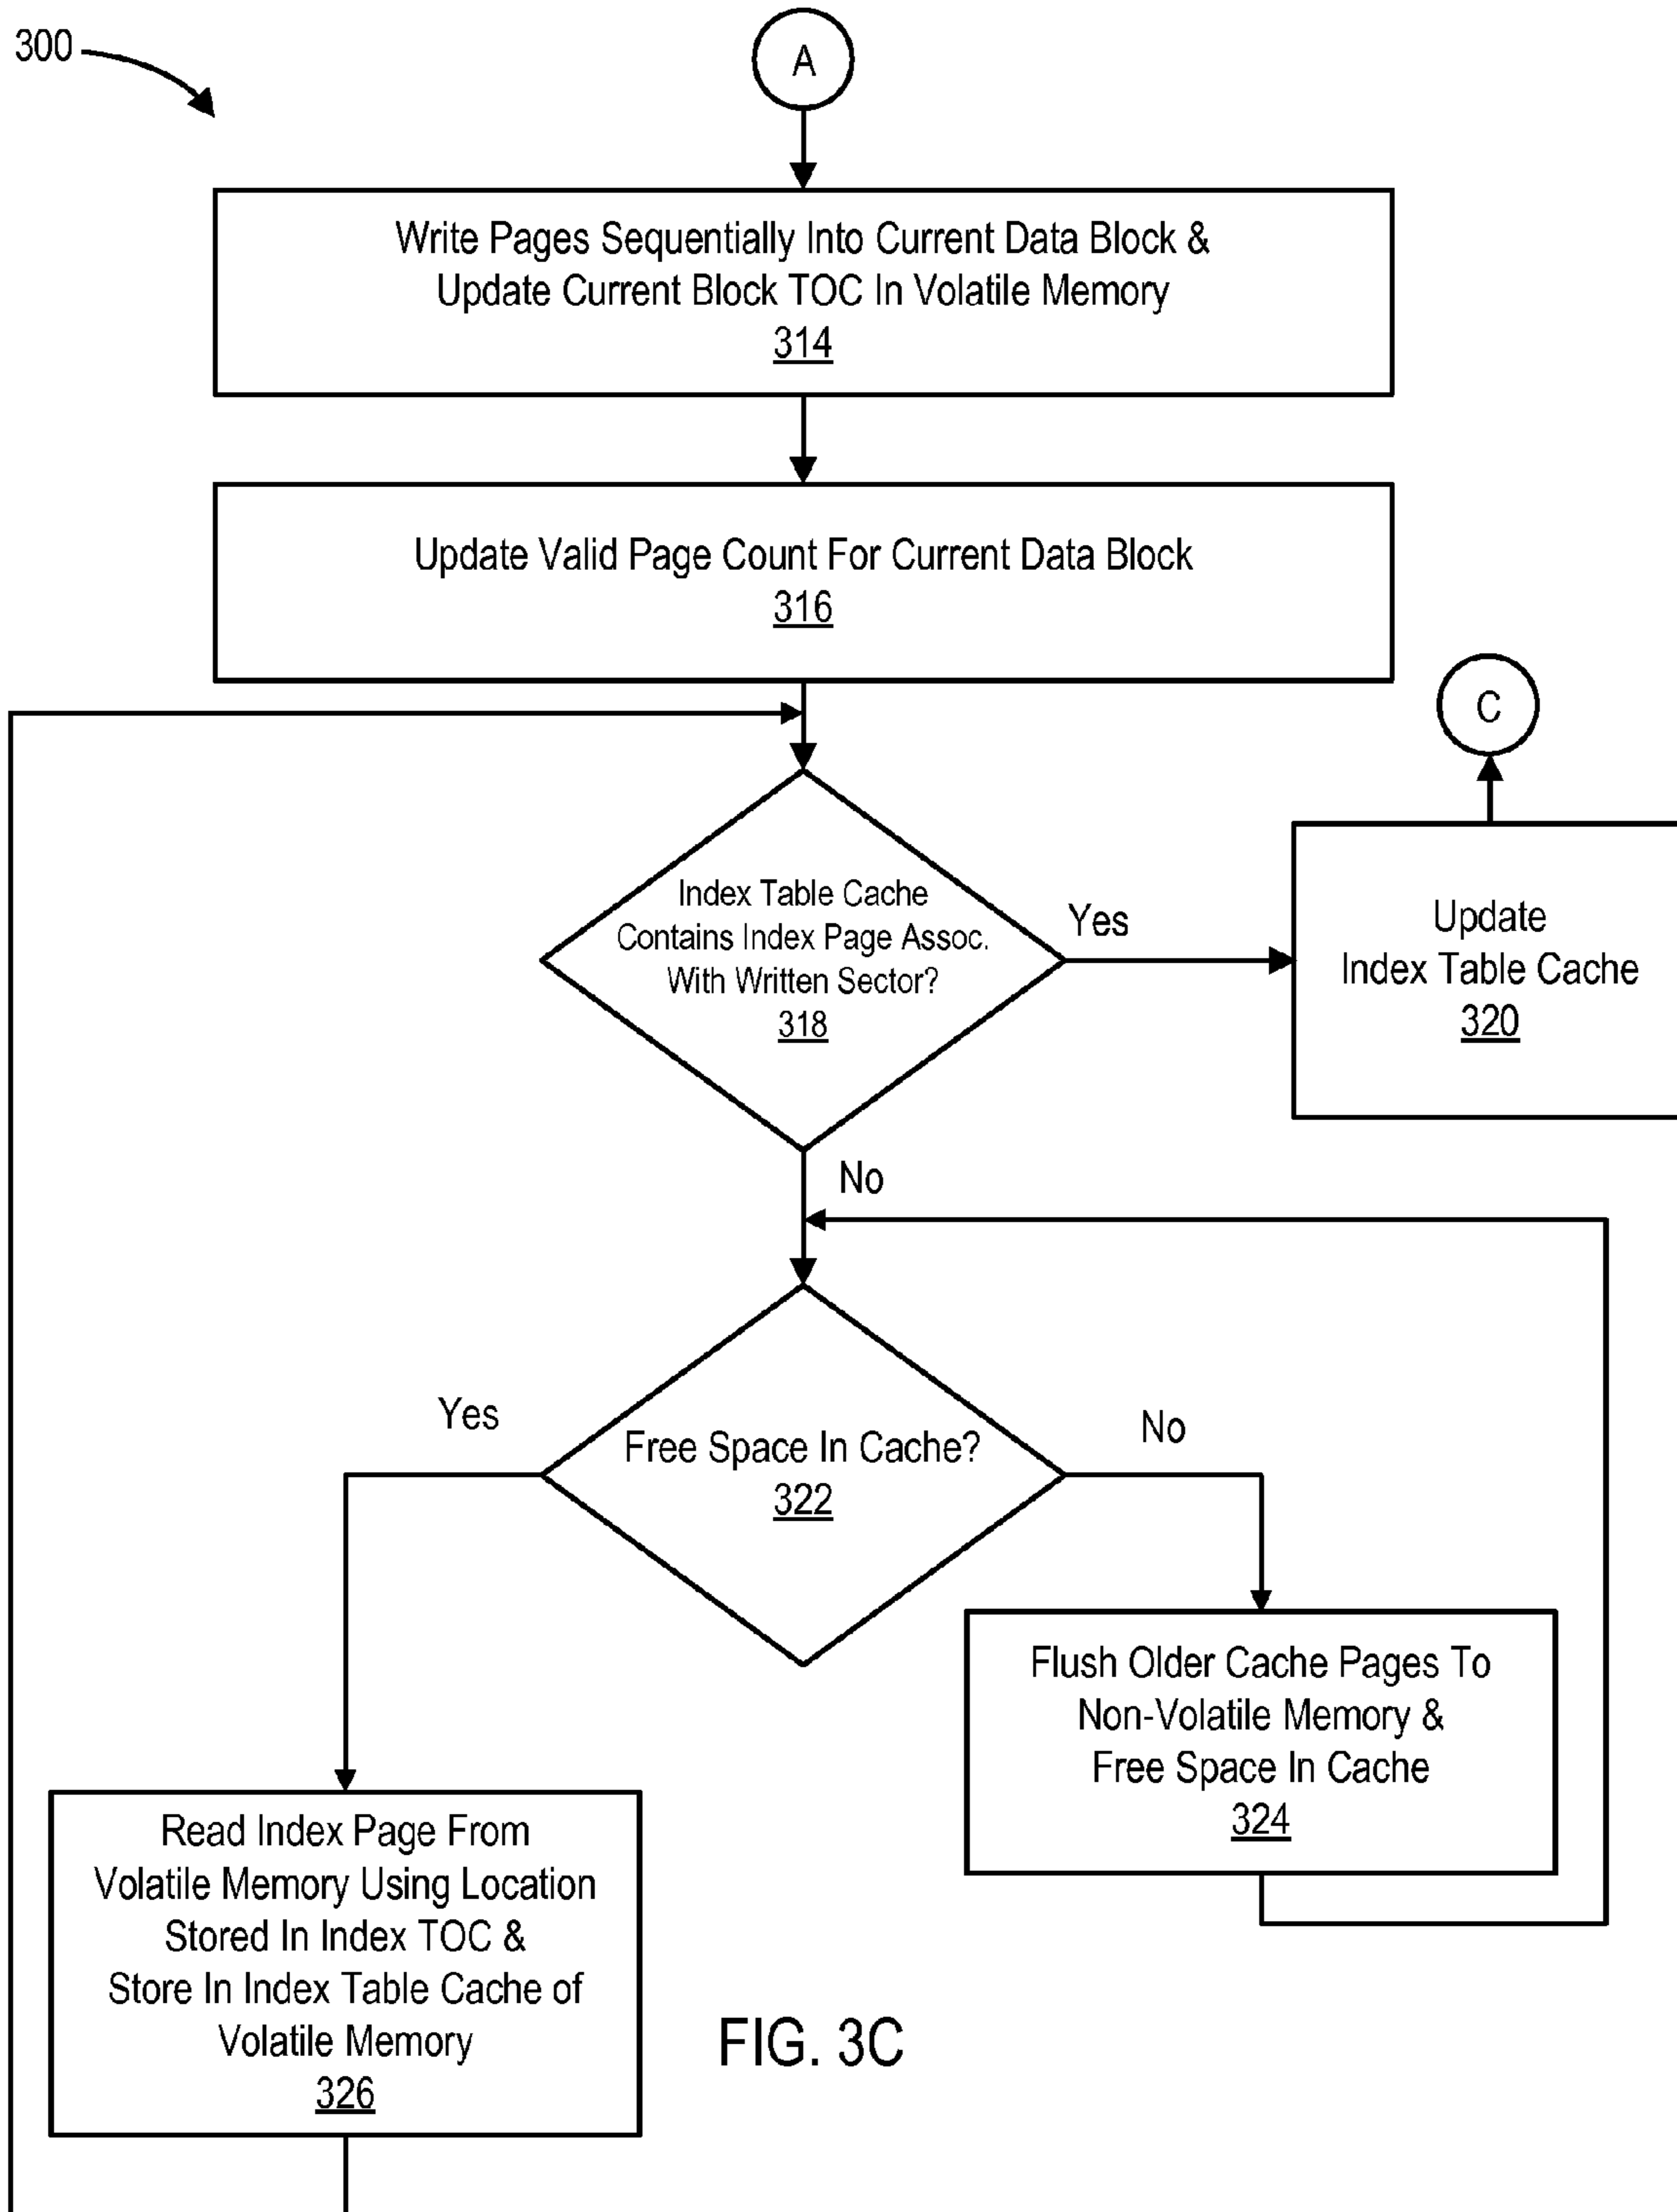 300
A
Write Pages Sequentially Into Current Data Block &
Update Current Block TOC In Volatile Memory
314
Update Valid Page Count For Current Data Block
316
C
Index Table Cache
Contains Index Page Assoc.
With Written Sector?
318
Yes
Update
Index Table Cache
320
No
Free Space In Cache?
322
Yes
No
Flush Older Cache Pages To
Non-Volatile Memory &
Free Space In Cache
324
Read Index Page From
Volatile Memory Using Location
Stored In Index TOC &
Store In Index Table Cache of
Volatile Memory
326
FIG. 3C